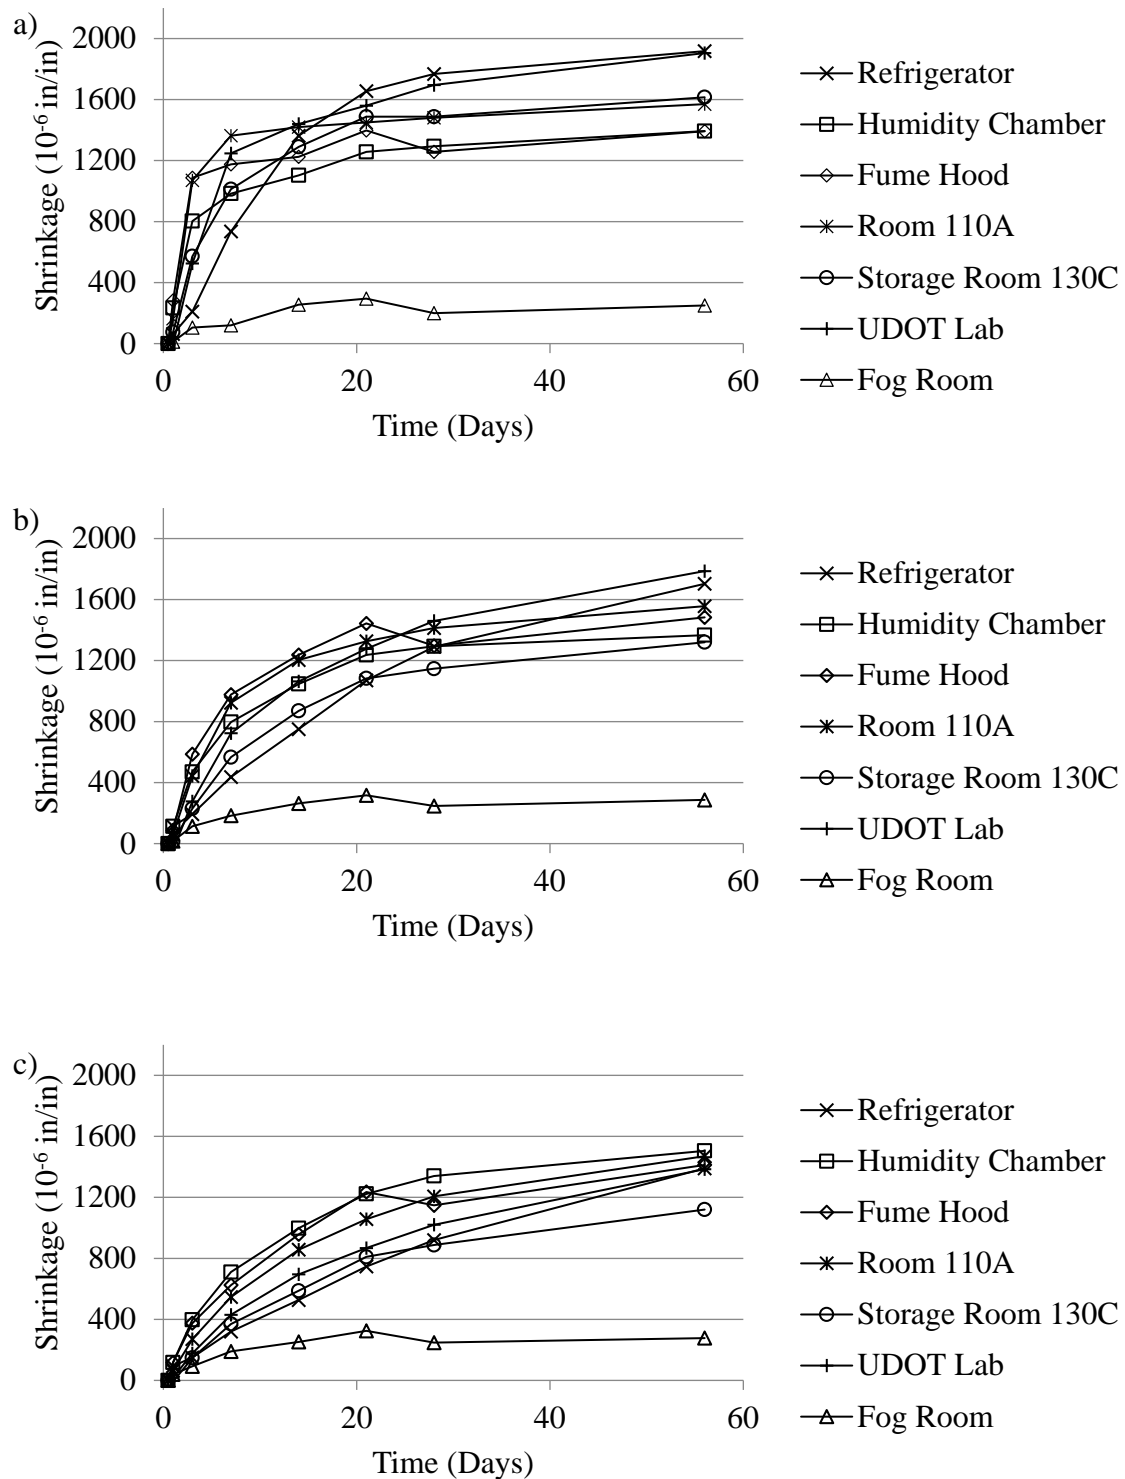 a)
Shrinkage (10-6 in/in)
2000
1600
1200
800
400
0
0 20 40 60
Time (Days)
Refrigerator
Humidity Chamber
Fume Hood
Room 110A
Storage Room 130C
UDOT Lab
Fog Room
b)
Shrinkage (10-6 in/in)
2000
1600
1200
800
400
0
0 20 40 60
Time (Days)
Refrigerator
Humidity Chamber
Fume Hood
Room 110A
Storage Room 130C
UDOT Lab
Fog Room
c)
Shrinkage (10-6 in/in)
2000
1600
1200
800
400
0
0 20 40 60
Time (Days)
Refrigerator
Humidity Chamber
Fume Hood
Room 110A
Storage Room 130C
UDOT Lab
Fog Room